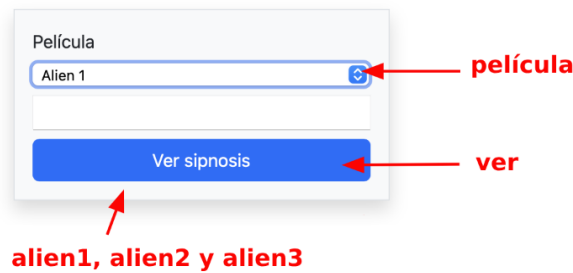 Película
Alien 1
película
Ver sipnosis
ver
alien1, alien2 y alien3